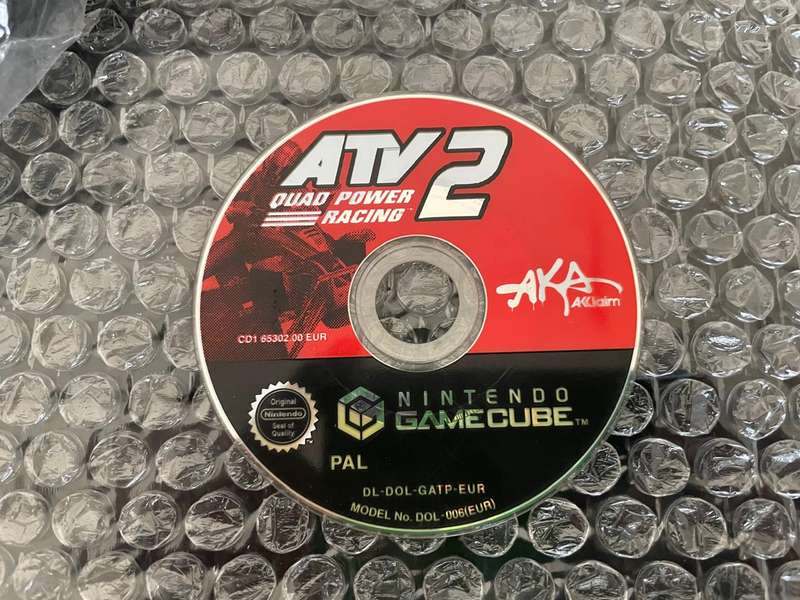 ATV 2
QUAD POWER
RACING
AKA
AKklaim
CD1 65302.00 EUR
Original
Nintendo
Seal of
Quality
NINTENDO
GAMECUBE™
PAL
DL-DOL-GATP-EUR
MODEL No. DOL-006(EUR)